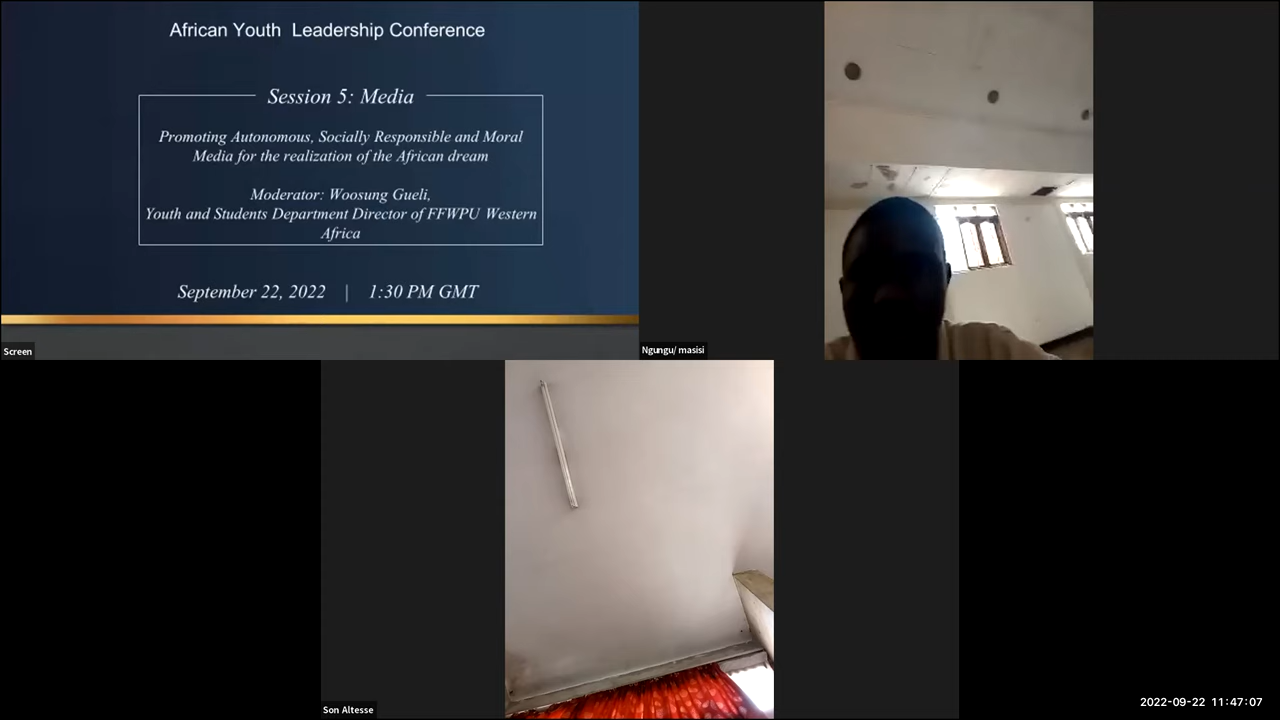 African Youth Leadership Conference
Session 5: Media
Promoting Autonomous, Socially Responsible and Moral
Media for the realization of the African dream
Moderator: Woosung Gueli,
Youth and Students Department Director of FFWPU Western
Africa
September 22, 2022 | 1:30 PM GMT
Screen
Ngungu/ masisi
Son Altesse
2022-09-22 11:47:07